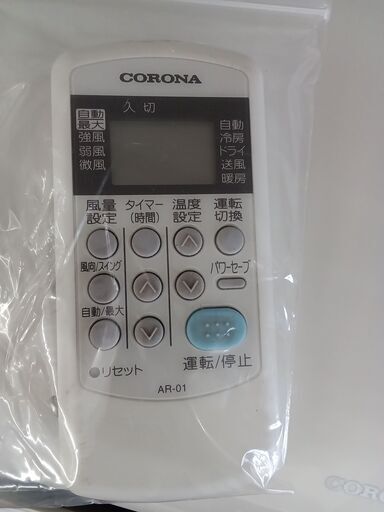 CORONA
入 切
自動
最大
強風
弱風
微風
自動
冷房
ドライ
送風
暖房
風量
設定
タイマー
(時間)
温度
設定
運転
切換
風向/スイング
パワーセーブ
自動/最大
運転/停止
リセット
AR-01
CORO